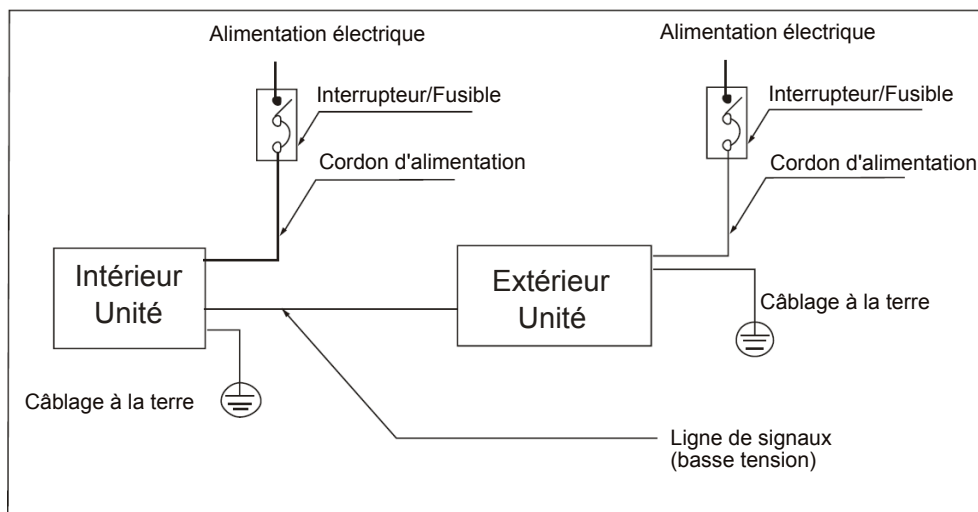 Alimentation électrique
Alimentation électrique
Interrupteur/Fusible
Interrupteur/Fusible
Cordon d'alimentation
Cordon d'alimentation
Intérieur
Unité
Extérieur
Unité
Câblage à la terre
Câblage à la terre
Ligne de signaux
(basse tension)